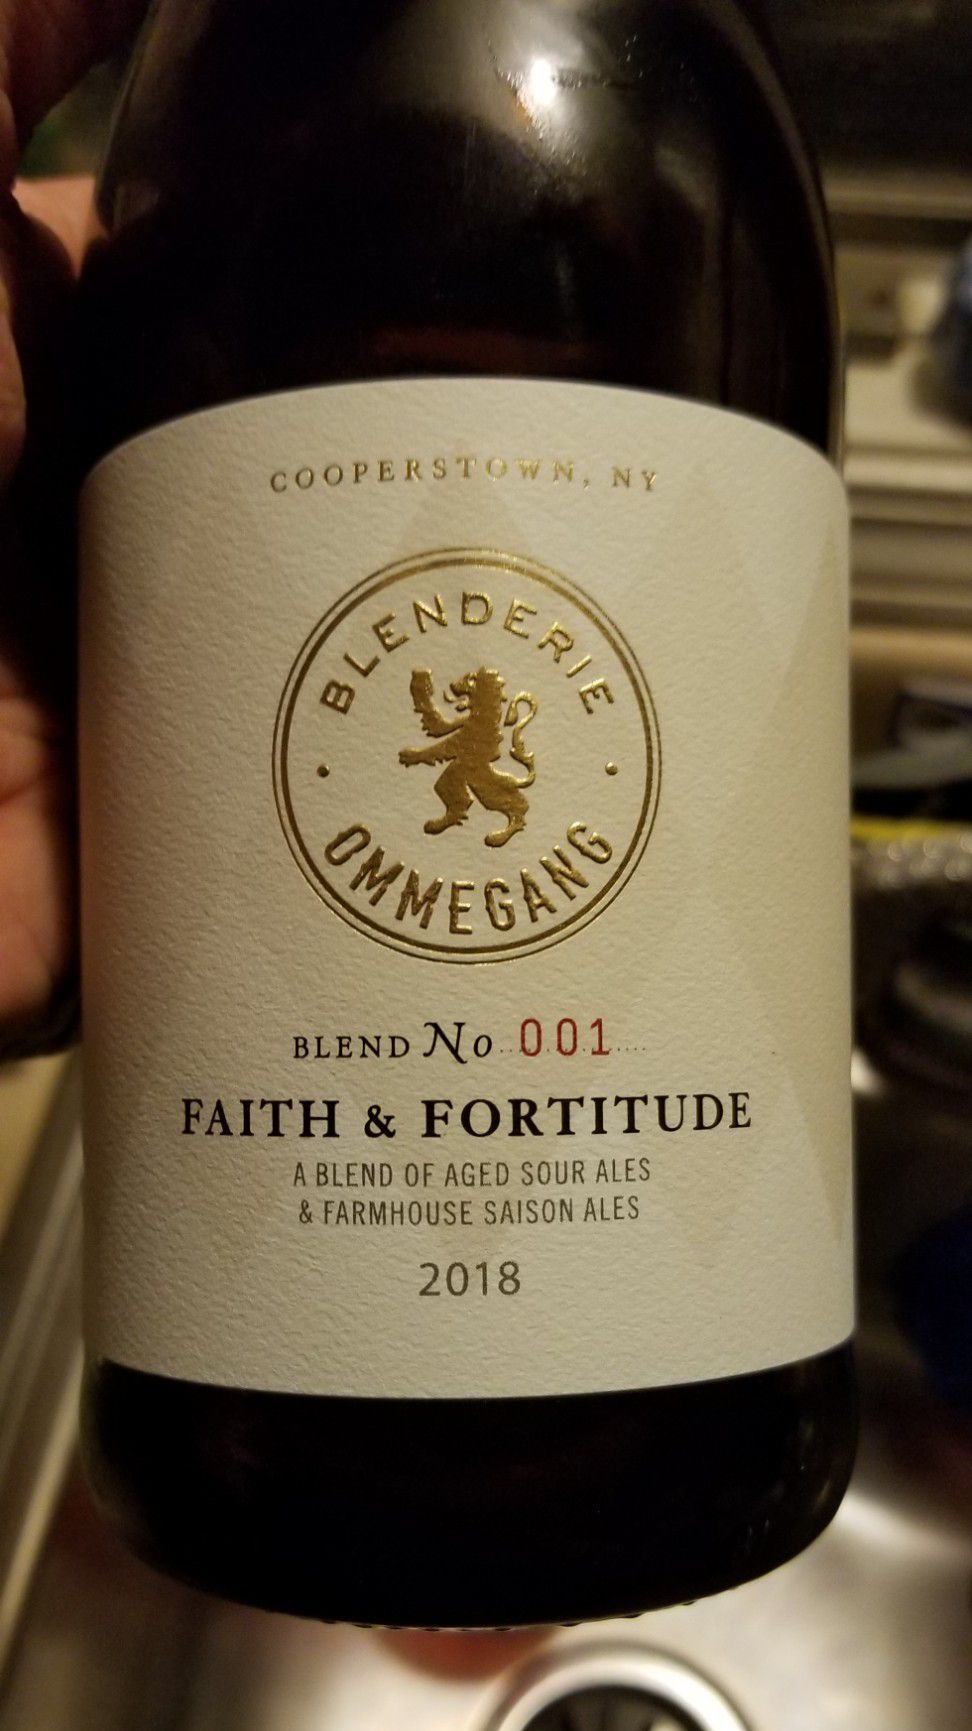 COOPERSTOWN, NY
BLENDERIE
OMMEGANG
BLEND No 001
FAITH & FORTITUDE
A BLEND OF AGED SOUR ALES
& FARMHOUSE SAISON ALES
2018